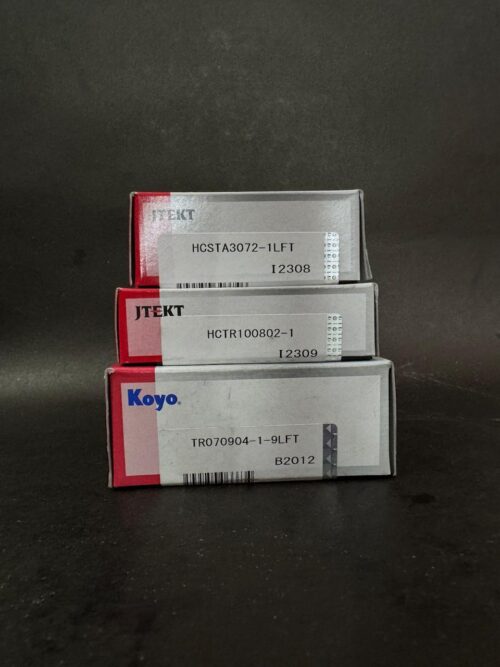 JTEKT
HCSTA3072-1LFT
I2308
JTEKT
HCTR100802-1
I2309
Koyo
TR070904-1-9LFT
B2012